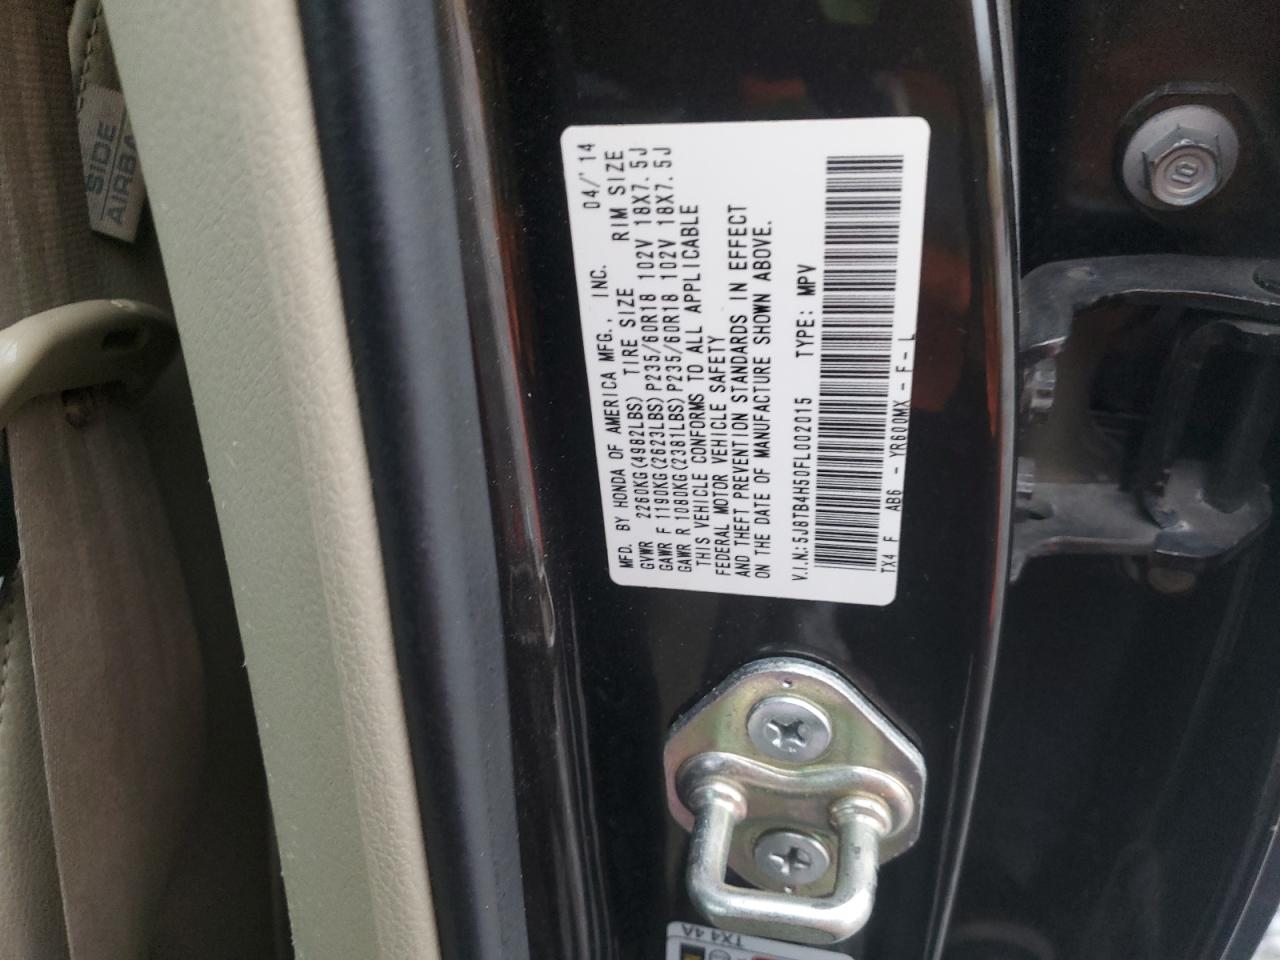 MFD. BY HONDA OF AMERICA MFG., INC. 04/'14
GVWR 2260KG(4982LBS) TIRE SIZE RIM SIZE
GAWR F 1190KG(2623LBS) P235/60R18 102V 18X7.5J
GAWR R 1080KG(2381LBS) P235/60R18 102V 18X7.5J
THIS VEHICLE CONFORMS TO ALL APPLICABLE
FEDERAL MOTOR VEHICLE SAFETY
AND THEFT PREVENTION STANDARDS IN EFFECT
ON THE DATE OF MANUFACTURE SHOWN ABOVE.
V.I.N.: 5J8TB4H50FL002015 TYPE: MPV
TX4 F AB6 - YR600MX - F - L
SIDE
AIRBA
TX4 4A
10